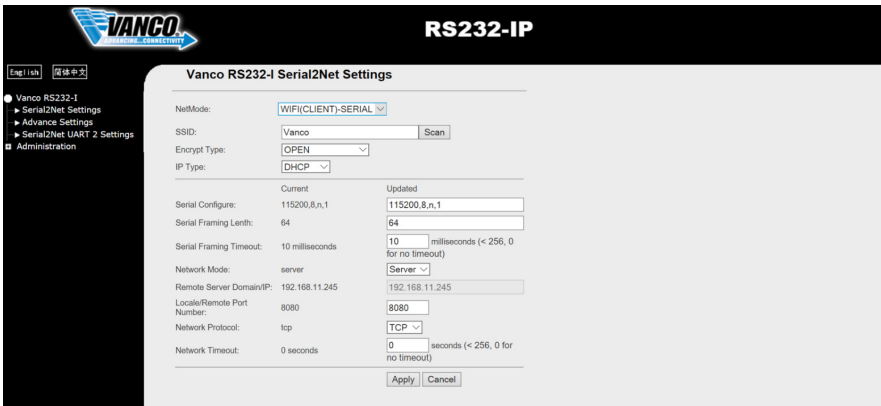 VANCO
ADVANCING...CONNECTIVITY
RS232-IP
English 简体中文
Vanco RS232-I
Serial2Net Settings
Advance Settings
Serial2Net UART 2 Settings
Administration
Vanco RS232-I Serial2Net Settings
NetMode: WIFI(CLIENT)-SERIAL
SSID: Vanco Scan
Encrypt Type: OPEN
IP Type: DHCP
Current Updated
Serial Configure: 115200,8,n,1 115200,8,n,1
Serial Framing Lenth: 64 64
Serial Framing Timeout: 10 milliseconds 10 milliseconds (< 256, 0
for no timeout)
Network Mode: server Server
Remote Server Domain/IP: 192.168.11.245 192.168.11.245
Locale/Remote Port
Number: 8080 8080
Network Protocol: tcp TCP
Network Timeout: 0 seconds 0 seconds (< 256, 0 for
no timeout)
Apply Cancel